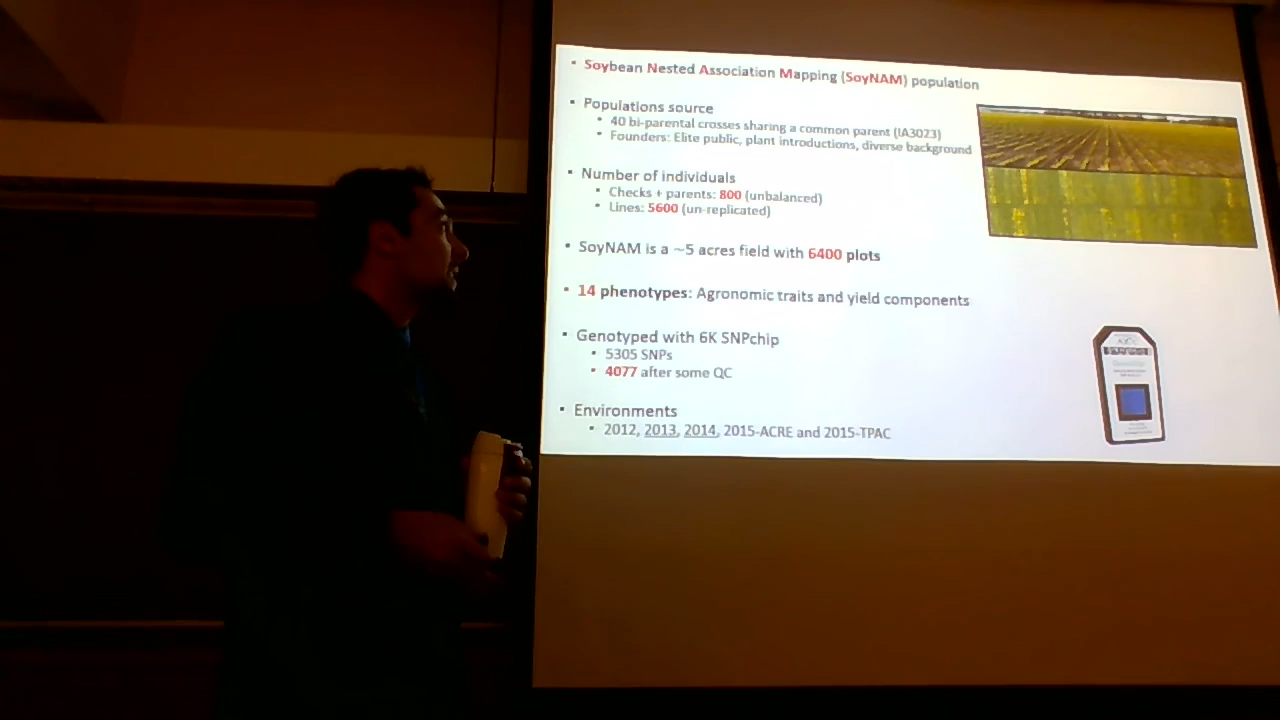 Soybean Nested Association Mapping (SoyNAM) population
Populations source
40 bi-parental crosses sharing a common parent (IA3023)
Founders: Elite public, plant introductions, diverse background
Number of individuals
Checks + parents: 800 (unbalanced)
Lines: 5600 (un-replicated)
SoyNAM is a ~5 acres field with 6400 plots
14 phenotypes: Agronomic traits and yield components
Genotyped with 6K SNPchip
5305 SNPs
4077 after some QC
Environments
2012, 2013, 2014, 2015-ACRE and 2015-TPAC